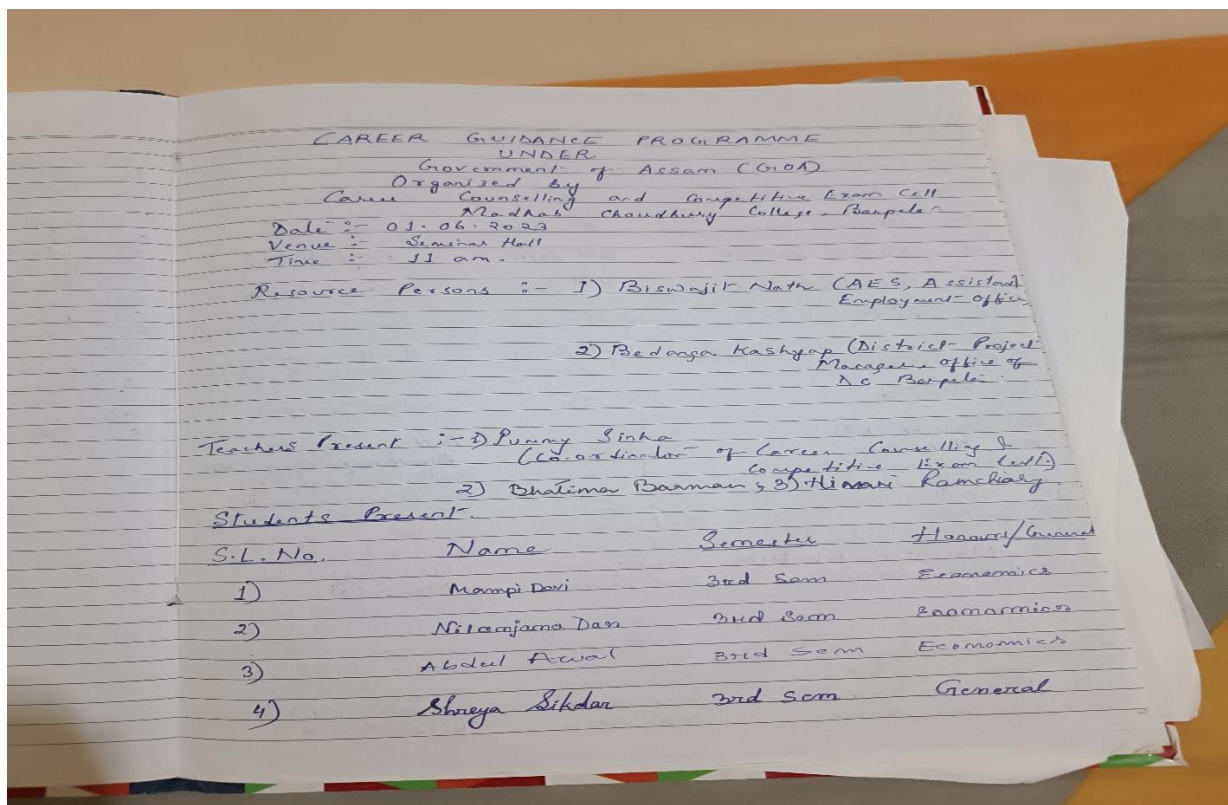 CAREER GUIDANCE PROGRAMME
UNDER
Government of Assam (GOA)
Organized by
Career Counselling and Competitive Exam Cell
Madhab Choudhury College, Barpeta
Date :- 01.06.2023
Venue :- Seminar Hall
Time :- 11 am.
Resource Persons :- 1) Biswajit Nath (AES, Assistant
Employment office
2) Bedanga Kashyap (District Project
Manager, office of
DC Barpeta
Teachers Present :- 1) Punmy Sinha
(Co-ordinator of Career Counselling &
Competitive Exam Cell)
2) Bhatima Barman, 3) Ramchiary
Students Present
S.L. No. Name Semester Honours/General
1) Mampi Devi 3rd Sem Economics
2) Nilamjana Das 3rd Sem Economics
3) Abdul Awal 3rd Sem Economics
4) Shreya Sikdar 3rd Sem General